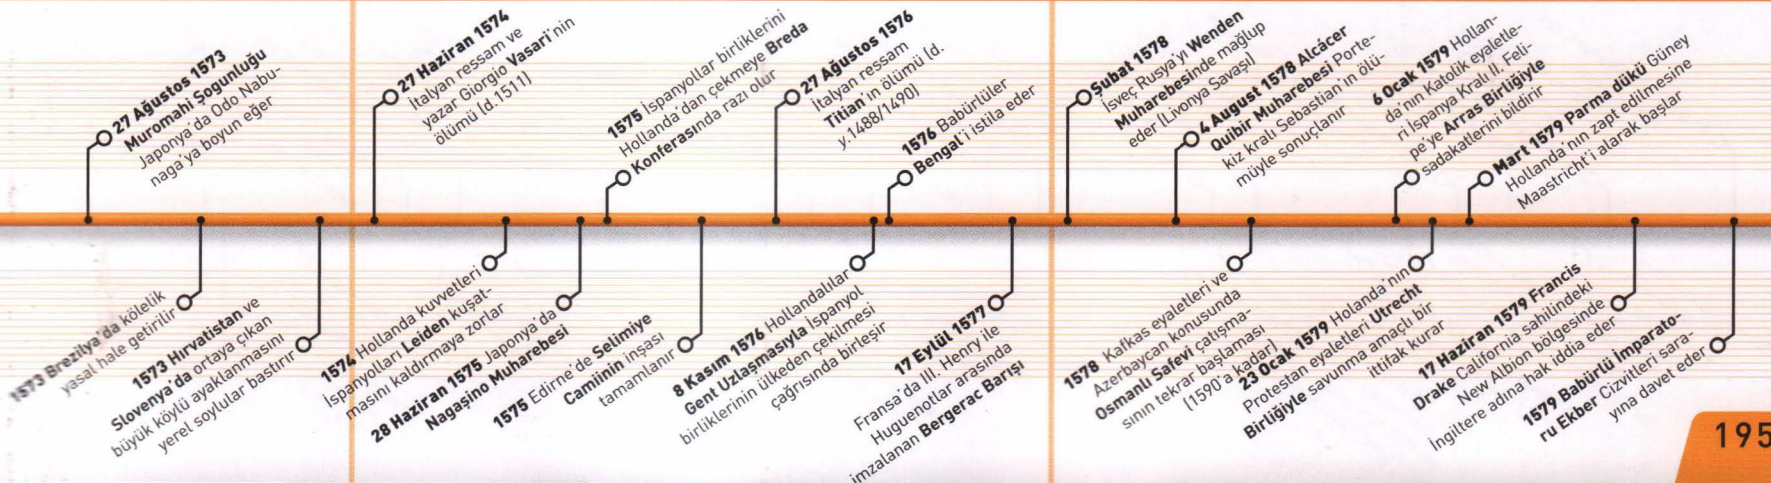 27 Ağustos 1573
Muromahi Şogunluğu
Japonya'da Odo Nabu-
naga'ya boyun eğer
27 Haziran 1574
İtalyan ressam ve
yazar Giorgio Vasari'nin
ölümü (d.1511)
1575 İspanyollar birliklerini
Hollanda'dan çekmeye Breda
Konferasında razı olur
27 Ağustos 1576
İtalyan ressam
Titian'ın ölümü (d.
y.1488/1490)
1576 Babürlüler
Bengal'i istila eder
Şubat 1578
İsveç Rusya'yı Wenden
Muharebesinde mağlup
eder (Livonya Savaşı)
4 August 1578 Alcácer
Quibir Muharebesi Porte-
kiz kralı Sebastian'ın ölü-
müyle sonuçlanır
6 Ocak 1579 Hollan-
da'nın Katolik eyaletle-
ri İspanya Kralı II. Feli-
pe'ye Arras Birliğiyle
sadakatlerini bildirir
Mart 1579 Parma dükü Güney
Hollanda'nın zapt edilmesine
Maastricht'i alarak başlar
1573 Brezilya'da kölelik
yasal hale getirilir
1573 Hırvatistan ve
Slovenya'da ortaya çıkan
büyük köylü ayaklanmasını
yerel soylular bastırır
1574 Hollanda kuvvetleri
İspanyolları Leiden kuşat-
masını kaldırmaya zorlar
28 Haziran 1575 Japonya'da
Nagaşino Muharebesi
1575 Edirne'de Selimiye
Camiinin inşası
tamamlanır
8 Kasım 1576 Hollandalılar
Gent Uzlaşmasıyla İspanyol
birliklerinin ülkeden çekilmesi
çağrısında birleşir
17 Eylül 1577
Fransa'da III. Henry ile
Huguenotlar arasında
imzalanan Bergerac Barışı
1578 Kafkas eyaletleri ve
Azerbaycan konusunda
Osmanlı Safevi çatışma-
sının tekrar başlaması
(1590'a kadar)
23 Ocak 1579 Holanda'nın
Protestan eyaletleri Utrecht
Birliğiyle savunma amaçlı bir
ittifak kurar
17 Haziran 1579 Francis
Drake California sahilindeki
New Albion bölgesinde
İngiltere adına hak iddia eder
1579 Babürlü İmparato-
ru Ekber Cizvitleri sara-
yına davet eder
195